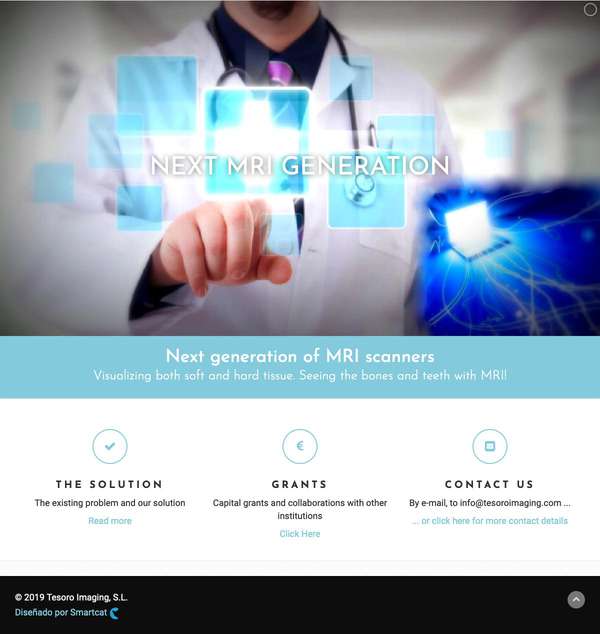 NEXT MRI GENERATION
Next generation of MRI scanners
Visualizing both soft and hard tissue. Seeing the bones and teeth with MRI!
THE SOLUTION
The existing problem and our solution
Read more
€
GRANTS
Capital grants and collaborations with other
institutions
Click Here
CONTACT US
By e-mail, to info@tesoroimaging.com ...
... or click here for more contact details
© 2019 Tesoro Imaging, S.L.
Diseñado por Smartcat